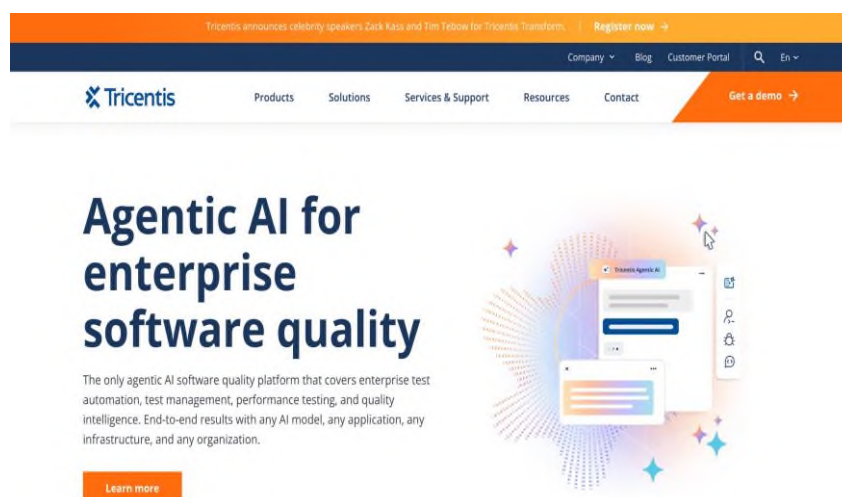 Tricentis announces celebrity speakers Zack Kass and Tim Tebow for Tricentis Transform. | Register now →
Company Blog Customer Portal En
Tricentis Products Solutions Services & Support Resources Contact Get a demo →
Agentic AI for
enterprise
software quality
Tricentis Agentic AI
The only agentic AI software quality platform that covers enterprise test
automation, test management, performance testing, and quality
intelligence. End-to-end results with any AI model, any application, any
infrastructure, and any organization.
Learn more